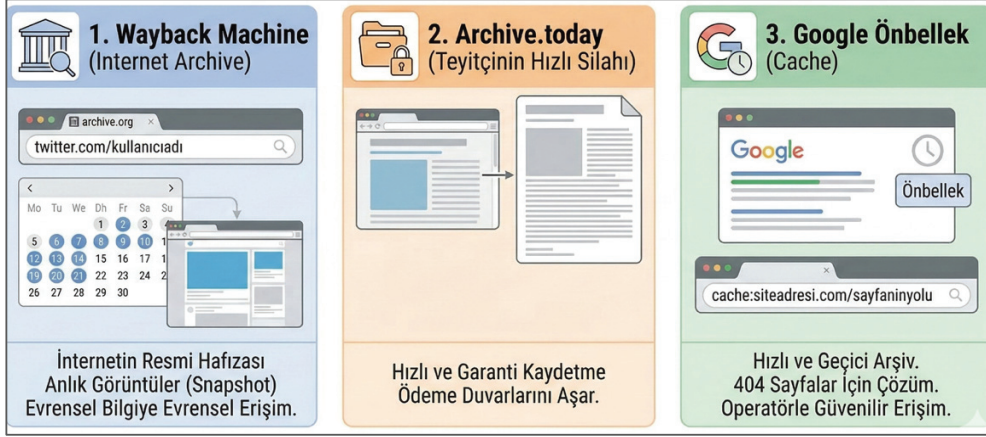 1. Wayback Machine
(Internet Archive)
archive.org
twitter.com/kullanıcıadı
Mo Tu We Dh Fr Sa Su
1 2 3 4
5 6 7 8 9 10 1
12 13 14 15 16 17 1
19 20 21 22 23 24 2
26 27 28 29 30
İnternetin Resmi Hafızası
Anlık Görüntüler (Snapshot)
Evrensel Bilgiye Evrensel Erişim.
2. Archive.today
(Teyitçinin Hızlı Silahı)
Hızlı ve Garanti Kaydetme
Ödeme Duvarlarını Aşar.
3. Google Önbellek
(Cache)
Google
Önbellek
cache:siteadresi.com/sayfaninyolu
Hızlı ve Geçici Arşiv.
404 Sayfalar İçin Çözüm.
Operatörle Güvenilir Erişim.